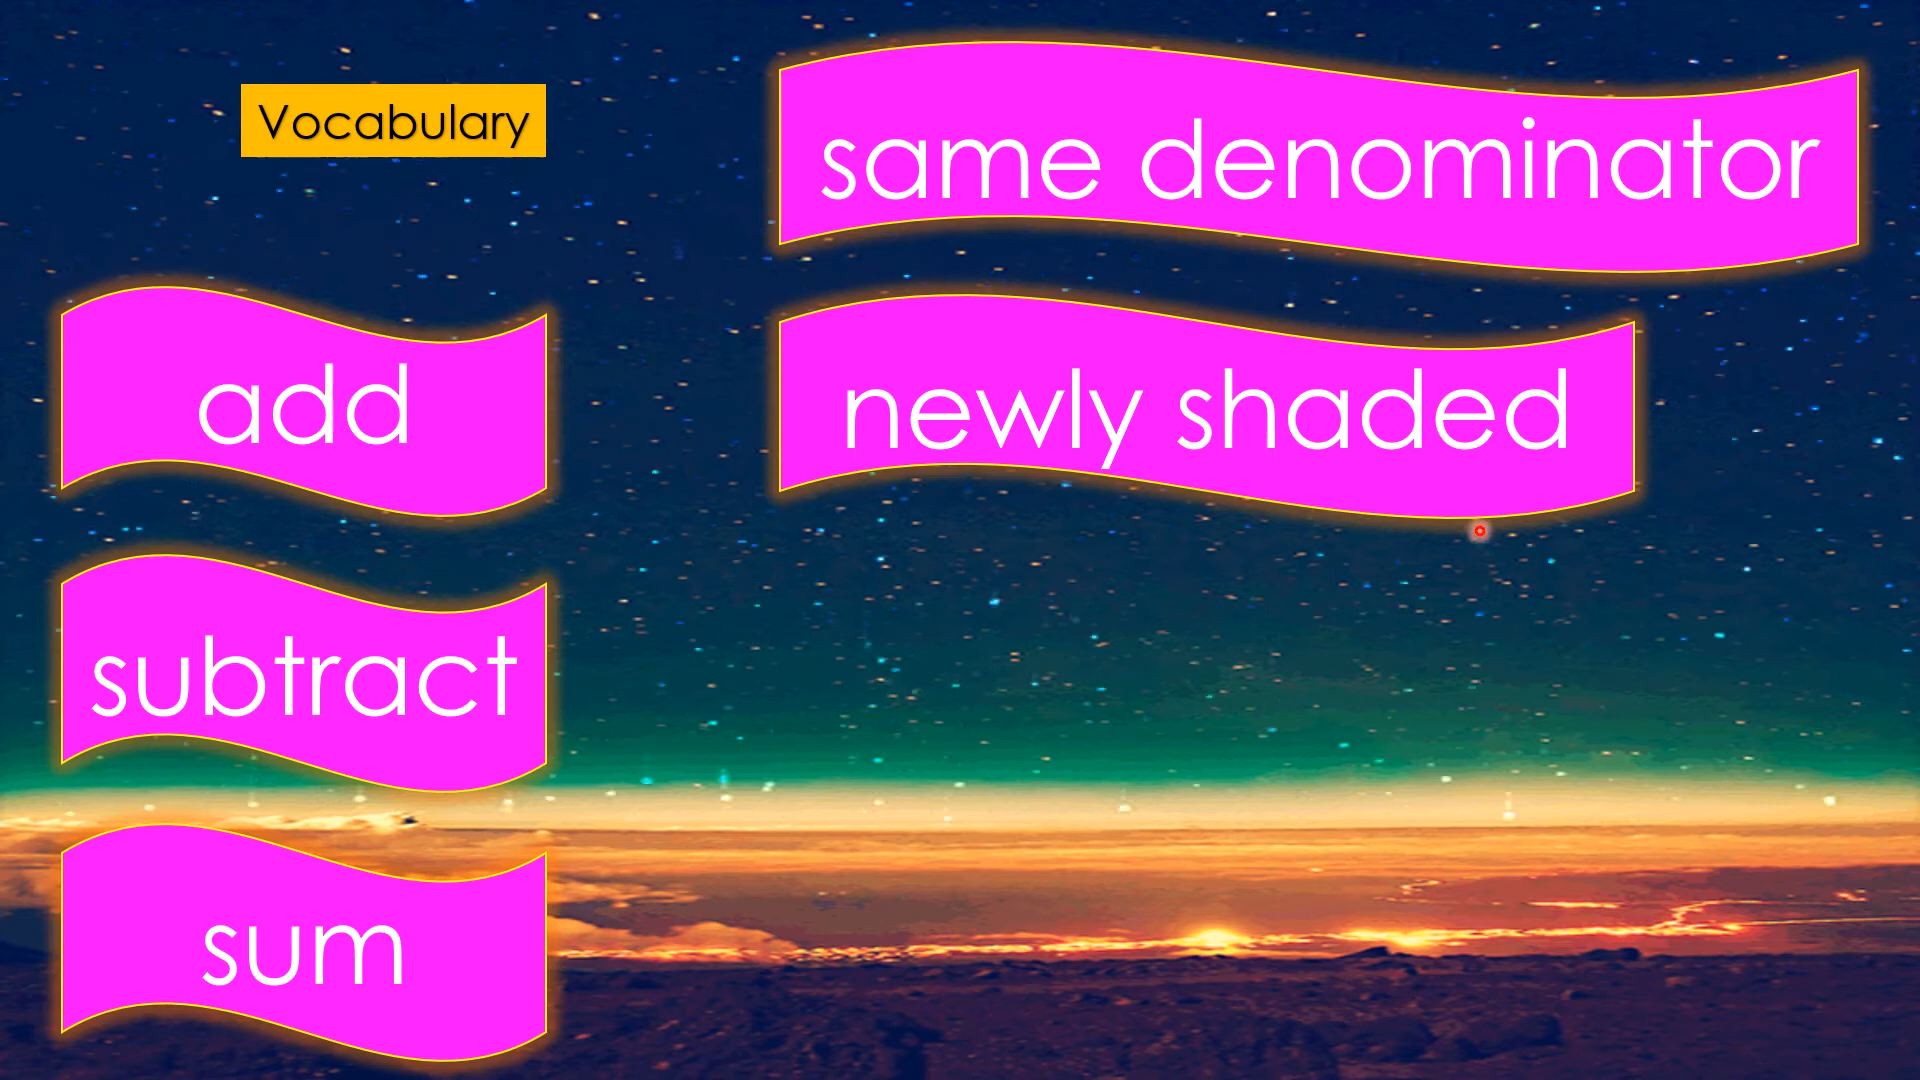 Vocabulary
add
subtract
sum
same denominator
newly shaded